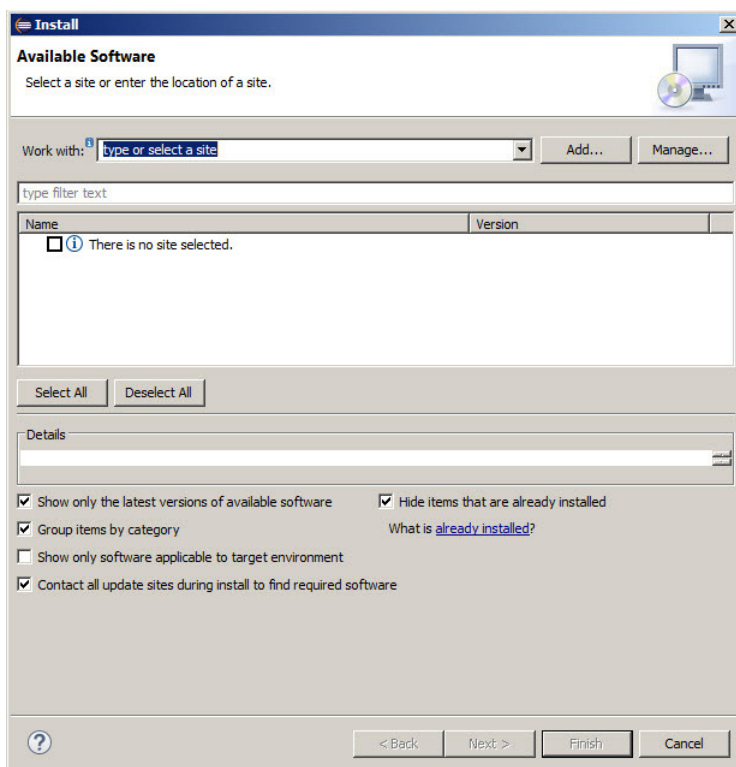 Install
Available Software
Select a site or enter the location of a site.
Work with: type or select a site Add... Manage...
type filter text
Name Version
There is no site selected.
Select All Deselect All
Details
Show only the latest versions of available software Hide items that are already installed
Group items by category What is already installed?
Show only software applicable to target environment
Contact all update sites during install to find required software
? < Back Next > Finish Cancel